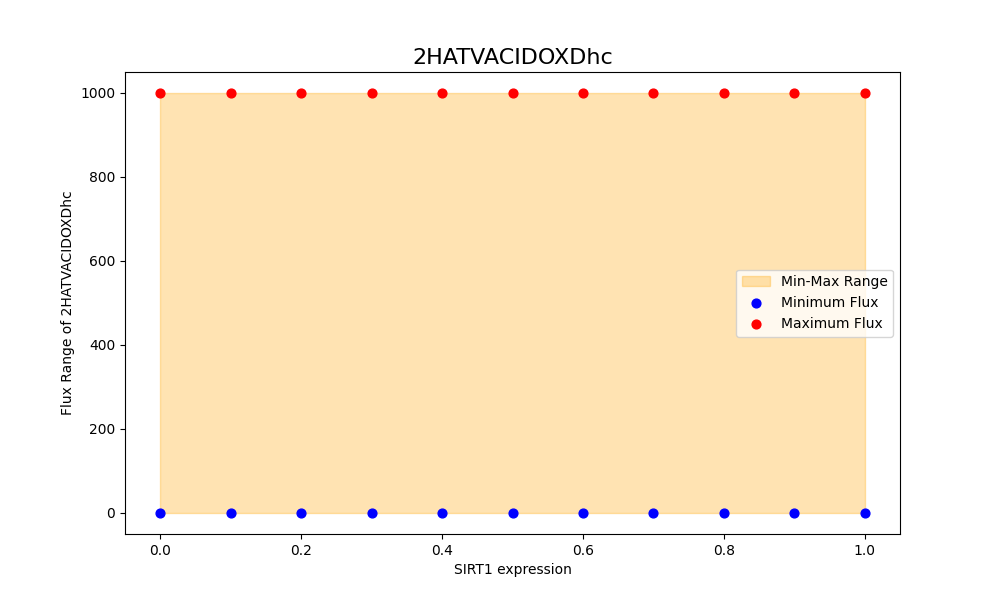 2HATVACIDOXDhc
Flux Range of 2HATVACIDOXDhc
1000
800
600
400
200
0
Min-Max Range
Minimum Flux
Maximum Flux
0.0 0.2 0.4 0.6 0.8 1.0
SIRT1 expression